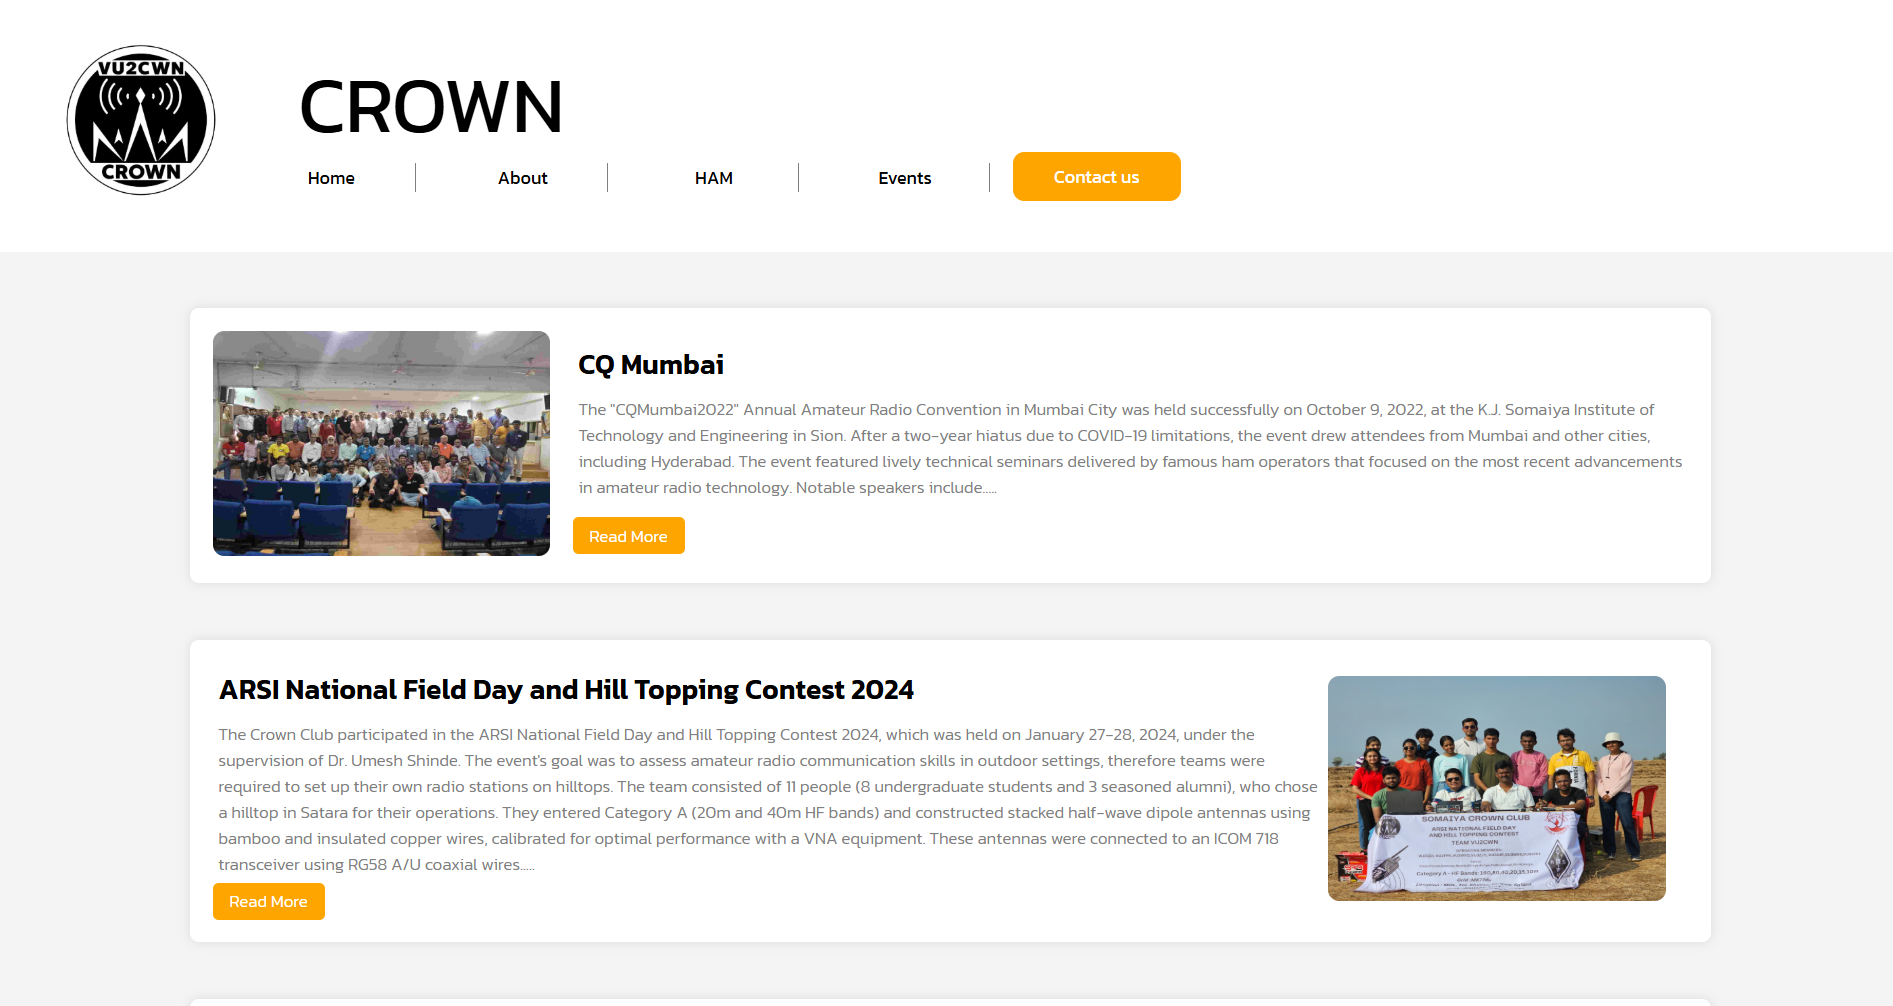 VU2CWN
CROWN
CROWN
Home
About
HAM
Events
Contact us
CQ Mumbai
The "CQMumbai2022" Annual Amateur Radio Convention in Mumbai City was held successfully on October 9, 2022, at the K.J. Somaiya Institute of
Technology and Engineering in Sion. After a two-year hiatus due to COVID-19 limitations, the event drew attendees from Mumbai and other cities,
including Hyderabad. The event featured lively technical seminars delivered by famous ham operators that focused on the most recent advancements
in amateur radio technology. Notable speakers include.....
Read More
ARSI National Field Day and Hill Topping Contest 2024
The Crown Club participated in the ARSI National Field Day and Hill Topping Contest 2024, which was held on January 27-28, 2024, under the
supervision of Dr. Umesh Shinde. The event's goal was to assess amateur radio communication skills in outdoor settings, therefore teams were
required to set up their own radio stations on hilltops. The team consisted of 11 people (8 undergraduate students and 3 seasoned alumni), who chose
a hilltop in Satara for their operations. They entered Category A (20m and 40m HF bands) and constructed stacked half-wave dipole antennas using
bamboo and insulated copper wires, calibrated for optimal performance with a VNA equipment. These antennas were connected to an ICOM 718
transceiver using RG58 A/U coaxial wires.....
Read More
SOMAIYA CROWN CLUB
ARSI NATIONAL FIELD DAY
AND HILL TOPPING CONTEST
TEAM VU2CWN
Category A - HF Bands: